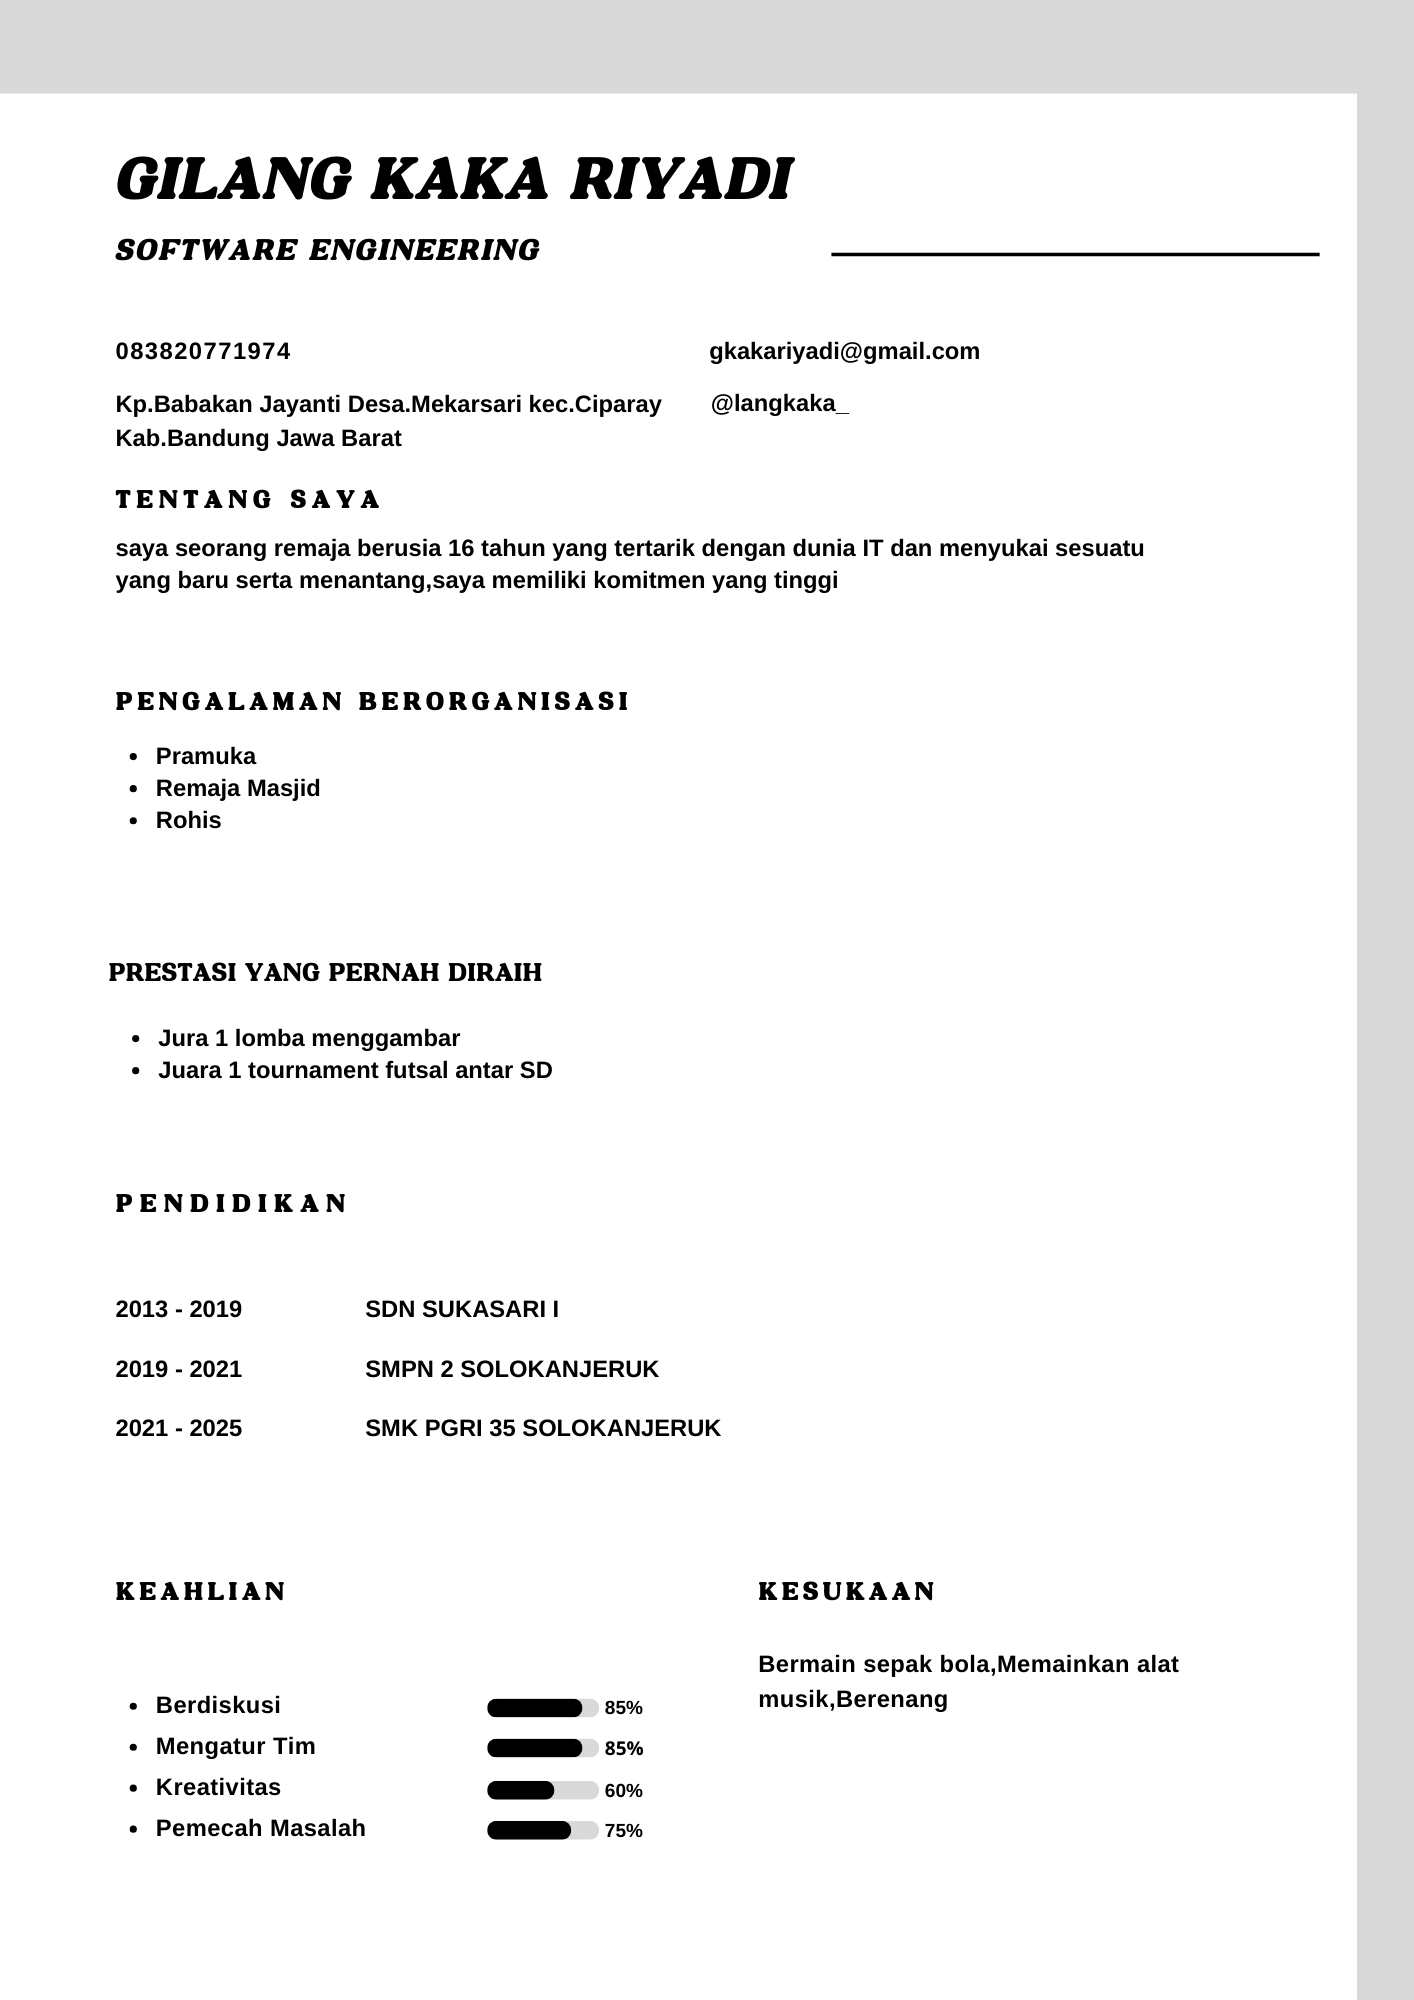 GILANG KAKA RIYADI
SOFTWARE ENGINEERING
083820771974
gkakariyadi@gmail.com
Kp.Babakan Jayanti Desa.Mekarsari kec.Ciparay
Kab.Bandung Jawa Barat
@langkaka_
TENTANG SAYA
saya seorang remaja berusia 16 tahun yang tertarik dengan dunia IT dan menyukai sesuatu
yang baru serta menantang,saya memiliki komitmen yang tinggi
PENGALAMAN BERORGANISASI
• Pramuka
• Remaja Masjid
• Rohis
PRESTASI YANG PERNAH DIRAIH
• Jura 1 lomba menggambar
• Juara 1 tournament futsal antar SD
PENDIDIKAN
2013 - 2019 SDN SUKASARI I
2019 - 2021 SMPN 2 SOLOKANJERUK
2021 - 2025 SMK PGRI 35 SOLOKANJERUK
KEAHLIAN
• Berdiskusi 85%
• Mengatur Tim 85%
• Kreativitas 60%
• Pemecah Masalah 75%
KESUKAAN
Bermain sepak bola,Memainkan alat
musik,Berenang